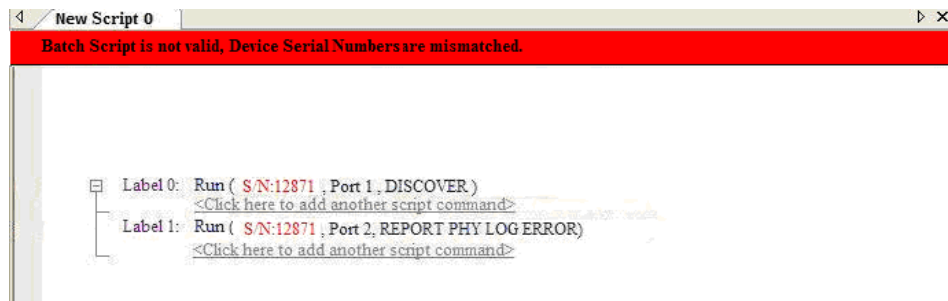 New Script 0
Batch Script is not valid, Device Serial Numbers are mismatched.
Label 0: Run ( S/N:12871 , Port 1 , DISCOVER )
<Click here to add another script command>
Label 1: Run ( S/N:12871 , Port 2, REPORT PHY LOG ERROR)
<Click here to add another script command>